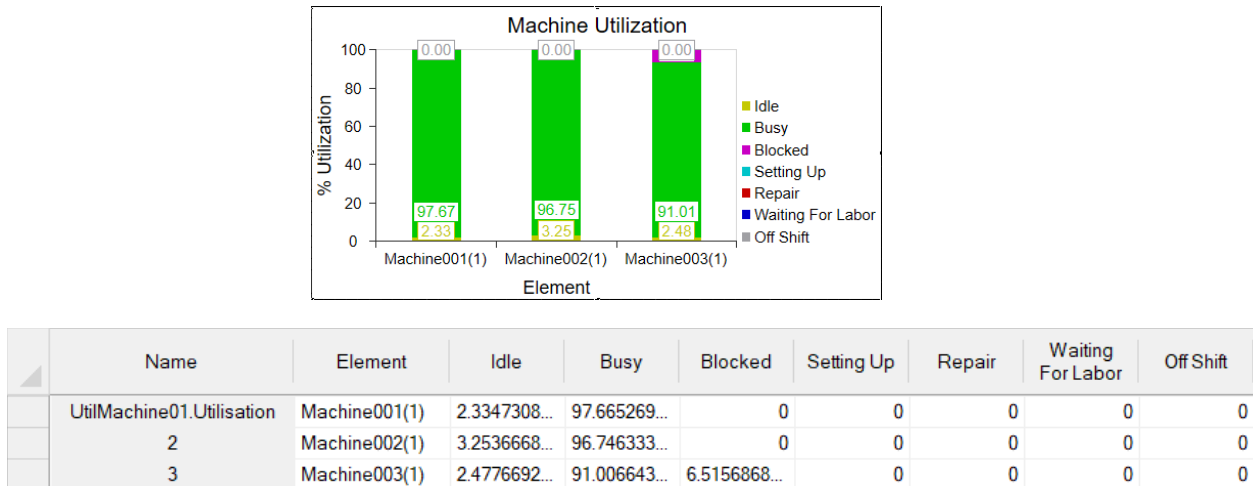 Machine Utilization
100
80
60
40
20
0
% Utilization
0.00 0.00 0.00
97.67 96.75 91.01
2.33 3.25 2.48
Machine001(1) Machine002(1) Machine003(1)
Element
Idle
Busy
Blocked
Setting Up
Repair
Waiting For Labor
Off Shift
Name Element Idle Busy Blocked Setting Up Repair Waiting For Labor Off Shift
UtilMachine01.Utilisation Machine001(1) 2.3347308... 97.665269... 0 0 0 0 0
2 Machine002(1) 3.2536668... 96.746333... 0 0 0 0 0
3 Machine003(1) 2.4776692... 91.006643... 6.5156868... 0 0 0 0